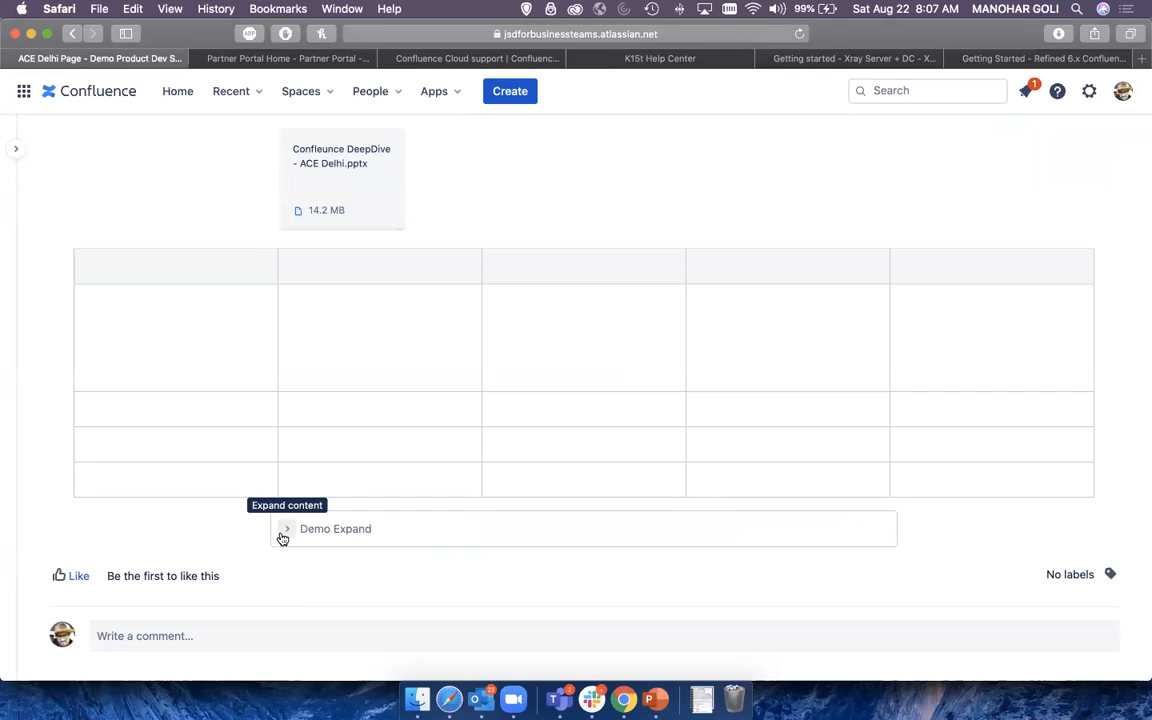 Safari File Edit View History Bookmarks Window Help 99% Sat Aug 22 8:07 AM MANOHAR GOLI
ABP jsdforbusinessteams.atlassian.net
ACE Delhi Page - Demo Product Dev S... Partner Portal Home - Partner Portal -... Confluence Cloud support | Confluenc... K15t Help Center Getting started - Xray Server + DC - X... Getting Started - Refined 6.x Confluen...
Confluence Home Recent Spaces People Apps Create Search 1
Confleunce DeepDive
- ACE Delhi.pptx
14.2 MB
Expand content
Demo Expand
Like Be the first to like this No labels
Write a comment...